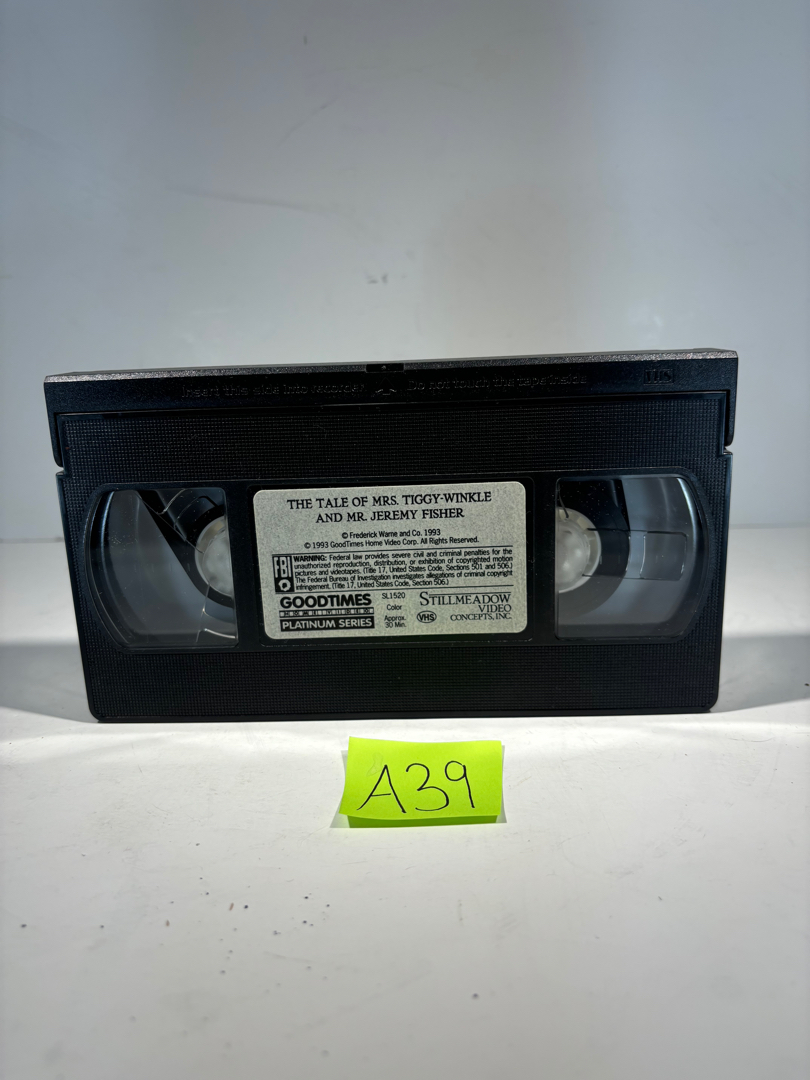 Insert this side into recorder Do not touch the tape inside VHS
THE TALE OF MRS. TIGGY-WINKLE
AND MR. JEREMY FISHER
© Frederick Warne and Co. 1993
© 1993 GoodTimes Home Video Corp. All Rights Reserved.
FBI
WARNING: Federal law provides severe civil and criminal penalties for the
unauthorized reproduction, distribution, or exhibition of copyrighted motion
pictures and videotapes. (Title 17, United States Code, Sections 501 and 506.)
The Federal Bureau of Investigation investigates allegations of criminal copyright
infringement. (Title 17, United States Code, Section 506.)
GOODTIMES
HOME VIDEO
PLATINUM SERIES
SL1520
Color
Approx.
30 Min.
STILLMEADOW
VIDEO
CONCEPTS, INC.
VHS
A39